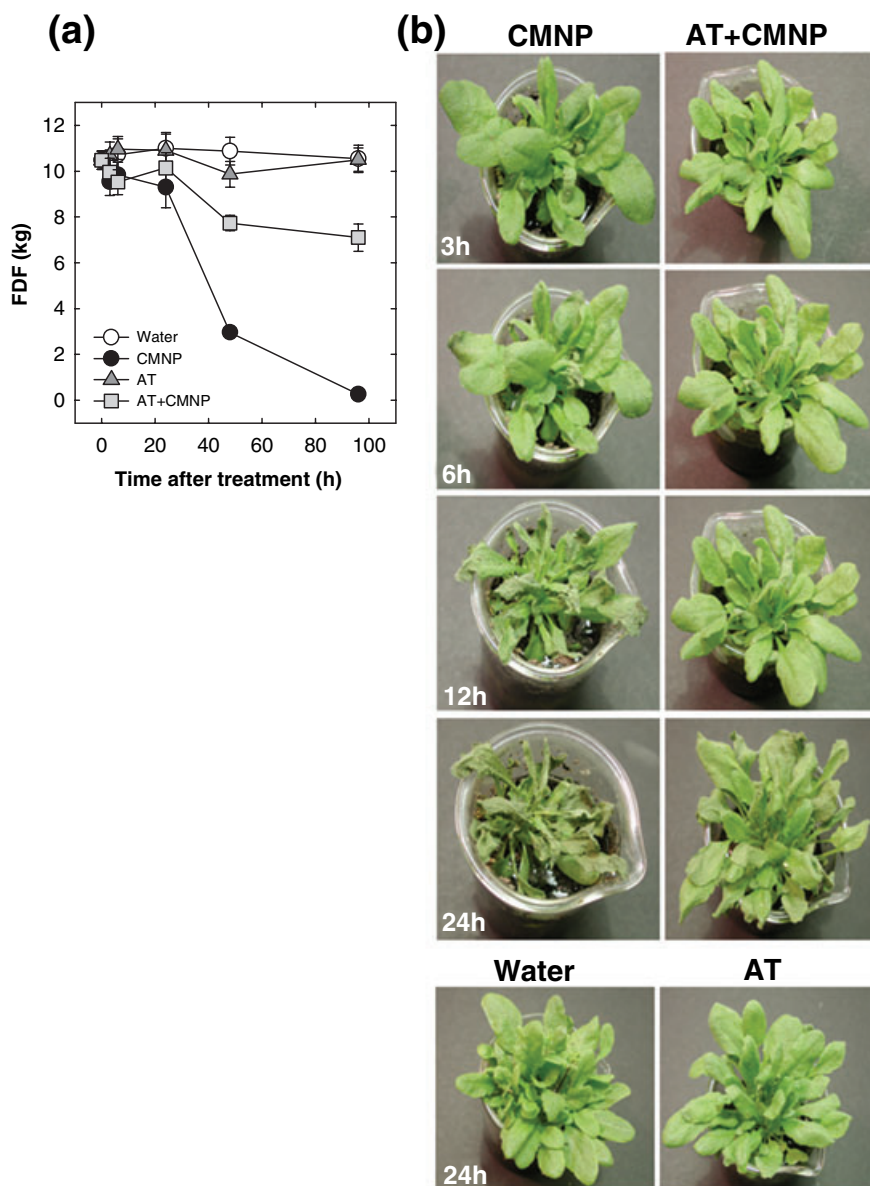 (a)
12
10
8
6
4
2
0
FDF (kg)
Water
CMNP
AT
AT+CMNP
0 20 40 60 80 100
Time after treatment (h)
(b)
CMNP AT+CMNP
3h
6h
12h
24h
Water AT
24h